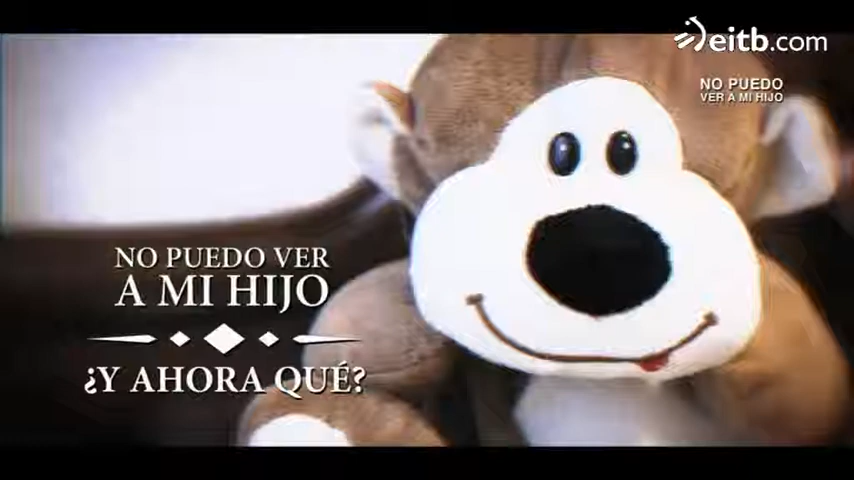 eitb.com
NO PUEDO
VER A MI HIJO
NO PUEDO VER
A MI HIJO
¿Y AHORA QUÉ?